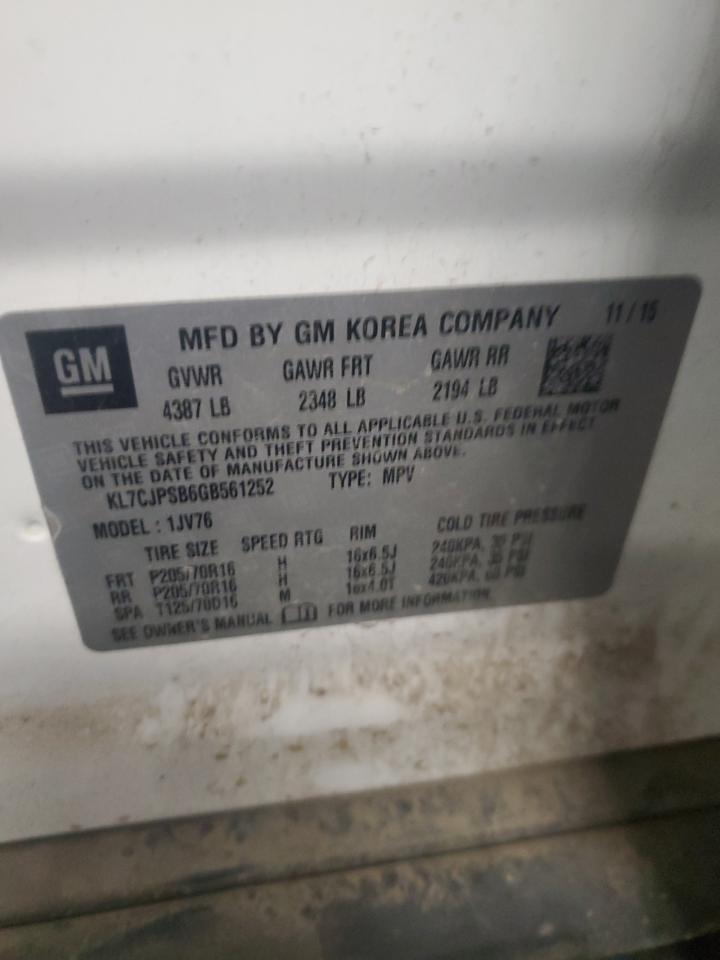 GM
MFD BY GM KOREA COMPANY 11/15
GVWR GAWR FRT GAWR RR
4387 LB 2348 LB 2194 LB
THIS VEHICLE CONFORMS TO ALL APPLICABLE U.S. FEDERAL MOTOR
VEHICLE SAFETY AND THEFT PREVENTION STANDARDS IN EFFECT
ON THE DATE OF MANUFACTURE SHOWN ABOVE.
KL7CJPSB6GB561252 TYPE: MPV
MODEL : 1JV76
TIRE SIZE SPEED RTG RIM COLD TIRE PRESSURE
FRT P205/70R16 H 16x6.5J 240KPA, 35 PSI
RR P205/70R16 H 16x6.5J 240KPA, 35 PSI
SPA T125/70D16 M 16x4.0T 420KPA, 60 PSI
SEE OWNER'S MANUAL FOR MORE INFORMATION.